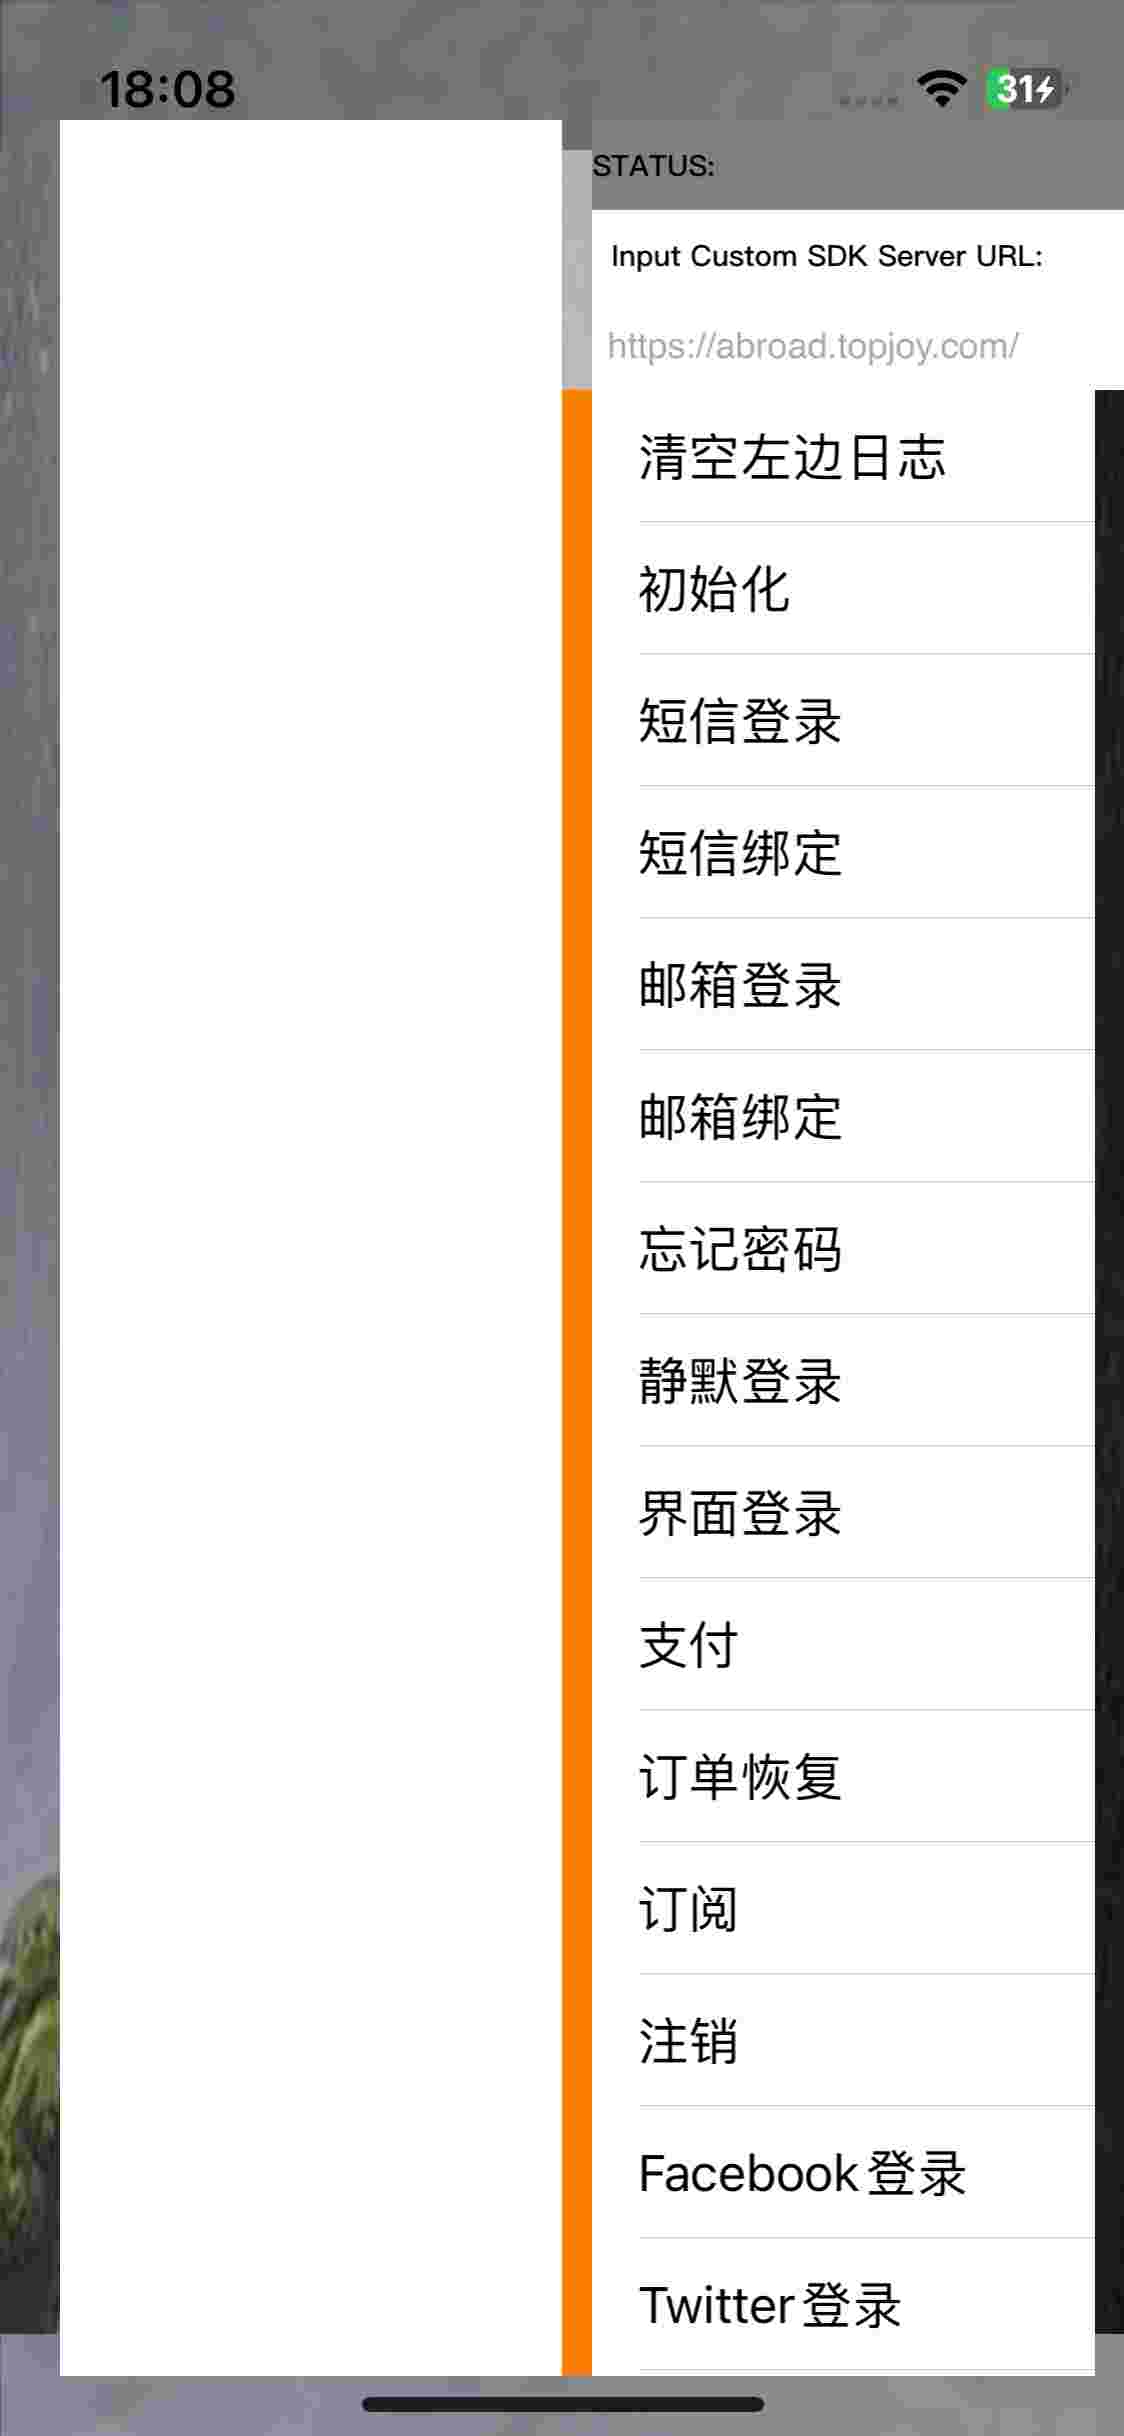 18:08
31
STATUS:
Input Custom SDK Server URL:
https://abroad.topjoy.com/
清空左边日志
初始化
短信登录
短信绑定
邮箱登录
邮箱绑定
忘记密码
静默登录
界面登录
支付
订单恢复
订阅
注销
Facebook登录
Twitter登录